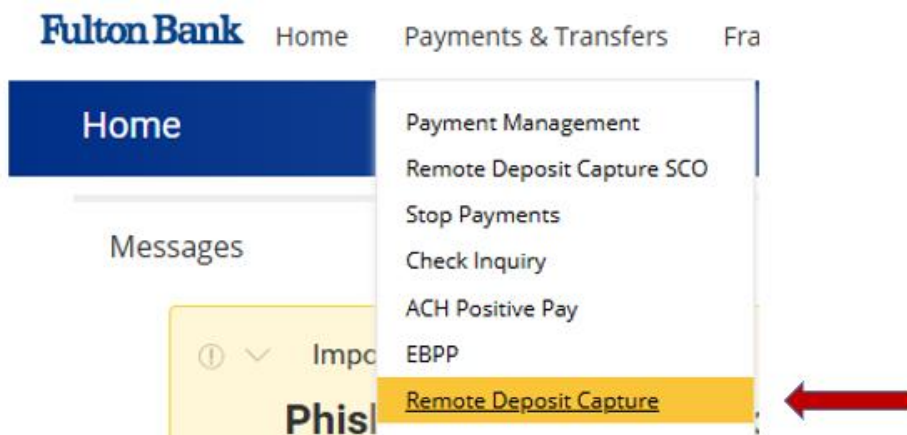 Fulton Bank Home Payments & Transfers Fra
Home
Payment Management
Remote Deposit Capture SCO
Stop Payments
Check Inquiry
ACH Positive Pay
EBPP
Remote Deposit Capture
Messages
Impo
Phis